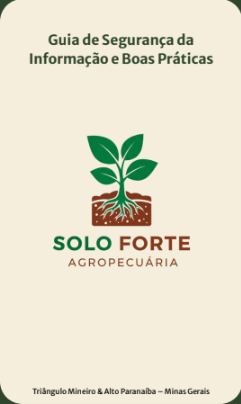 Guia de Segurança da
Informação e Boas Práticas
SOLO FORTE
AGROPECUÁRIA
Triângulo Mineiro & Alto Paranaíba – Minas Gerais